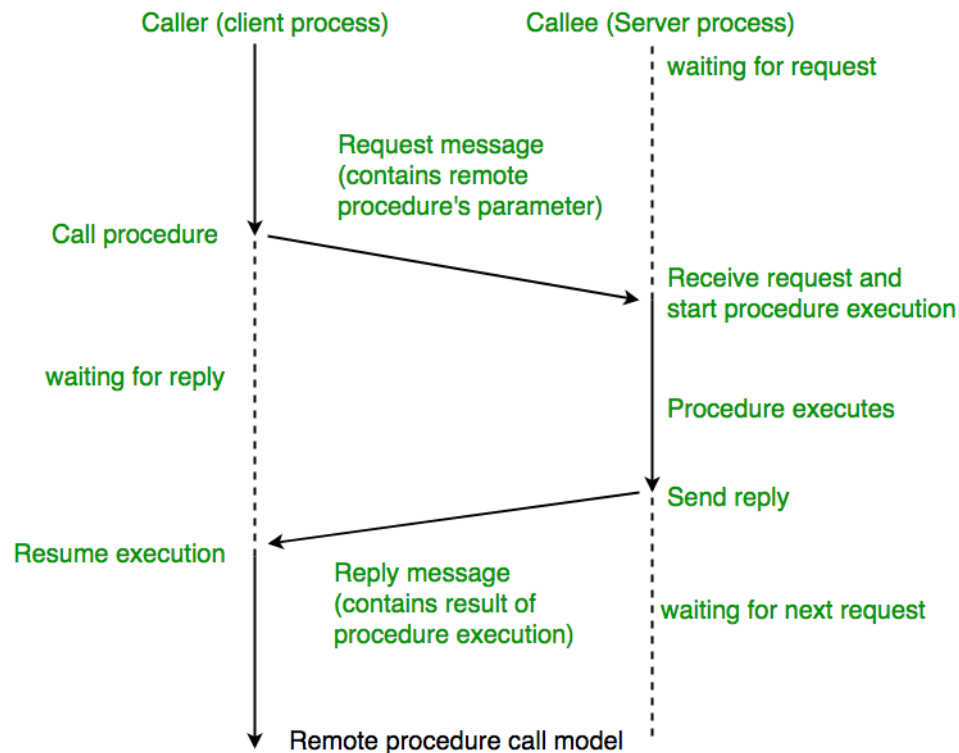 Caller (client process)
Callee (Server process)
waiting for request
Request message
(contains remote
procedure's parameter)
Call procedure
Receive request and
start procedure execution
waiting for reply
Procedure executes
Send reply
Resume execution
Reply message
(contains result of
procedure execution)
waiting for next request
Remote procedure call model